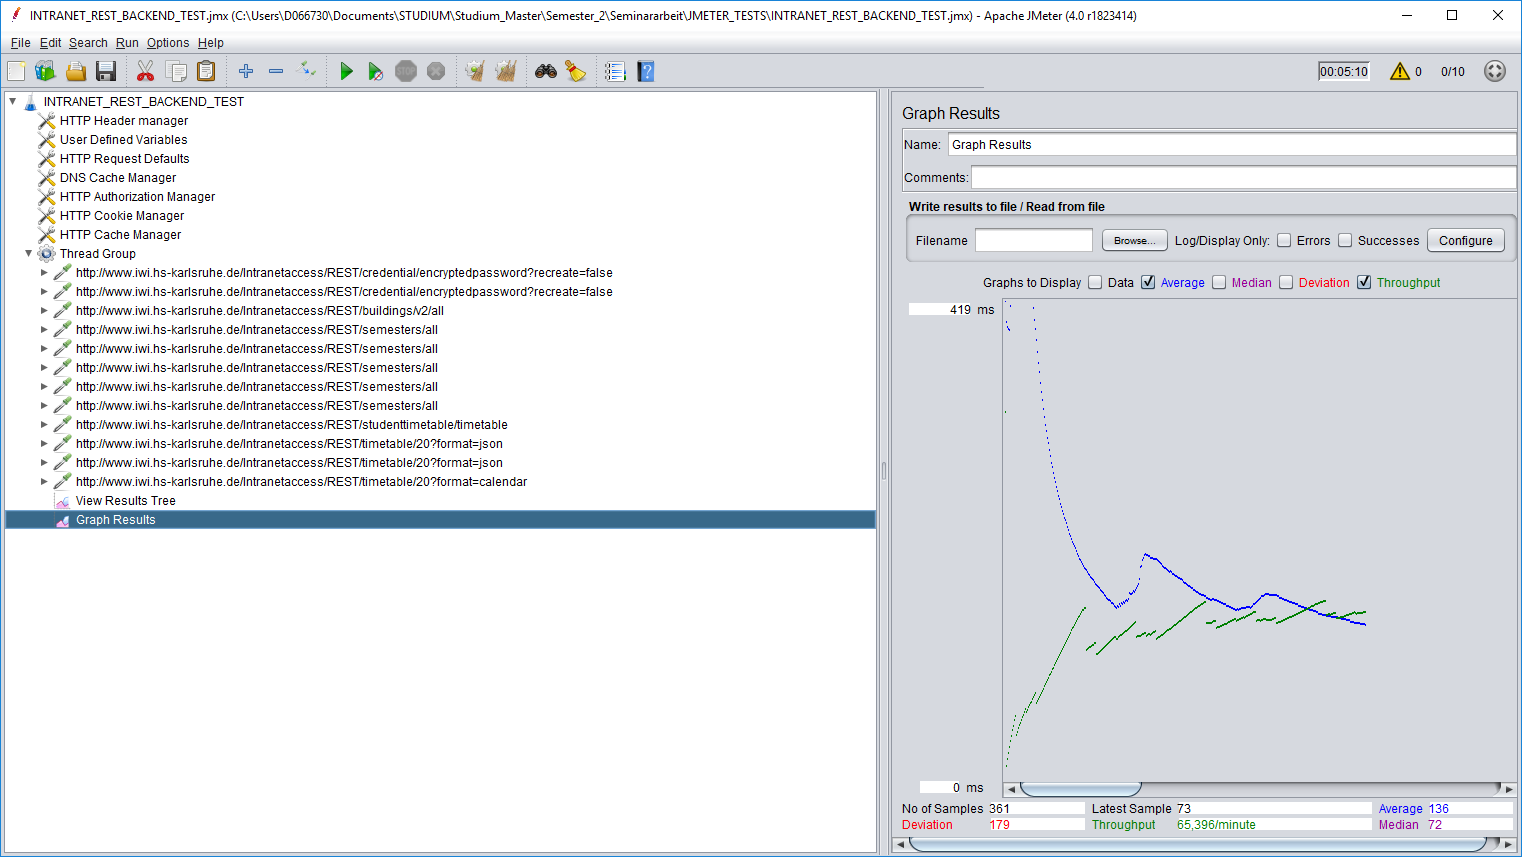 INTRANET_REST_BACKEND_TEST.jmx (C:\Users\D066730\Documents\STUDIUM\Studium_Master\Semester_2\Seminararbeit\JMETER_TESTS\INTRANET_REST_BACKEND_TEST.jmx) - Apache JMeter (4.0 r1823414)
File Edit Search Run Options Help
STOP
00:05:10 0 0/10
INTRANET_REST_BACKEND_TEST
HTTP Header manager
User Defined Variables
HTTP Request Defaults
DNS Cache Manager
HTTP Authorization Manager
HTTP Cookie Manager
HTTP Cache Manager
Thread Group
http://www.iwi.hs-karlsruhe.de/Intranetaccess/REST/credential/encryptedpassword?recreate=false
http://www.iwi.hs-karlsruhe.de/Intranetaccess/REST/credential/encryptedpassword?recreate=false
http://www.iwi.hs-karlsruhe.de/Intranetaccess/REST/buildings/v2/all
http://www.iwi.hs-karlsruhe.de/Intranetaccess/REST/semesters/all
http://www.iwi.hs-karlsruhe.de/Intranetaccess/REST/semesters/all
http://www.iwi.hs-karlsruhe.de/Intranetaccess/REST/semesters/all
http://www.iwi.hs-karlsruhe.de/Intranetaccess/REST/semesters/all
http://www.iwi.hs-karlsruhe.de/Intranetaccess/REST/semesters/all
http://www.iwi.hs-karlsruhe.de/Intranetaccess/REST/studenttimetable/timetable
http://www.iwi.hs-karlsruhe.de/Intranetaccess/REST/timetable/20?format=json
http://www.iwi.hs-karlsruhe.de/Intranetaccess/REST/timetable/20?format=json
http://www.iwi.hs-karlsruhe.de/Intranetaccess/REST/timetable/20?format=calendar
View Results Tree
Graph Results
Graph Results
Name: Graph Results
Comments:
Write results to file / Read from file
Filename Browse... Log/Display Only: Errors Successes Configure
Graphs to Display Data Average Median Deviation Throughput
419 ms
0 ms
No of Samples 361 Latest Sample 73 Average 136
Deviation 179 Throughput 65,396/minute Median 72